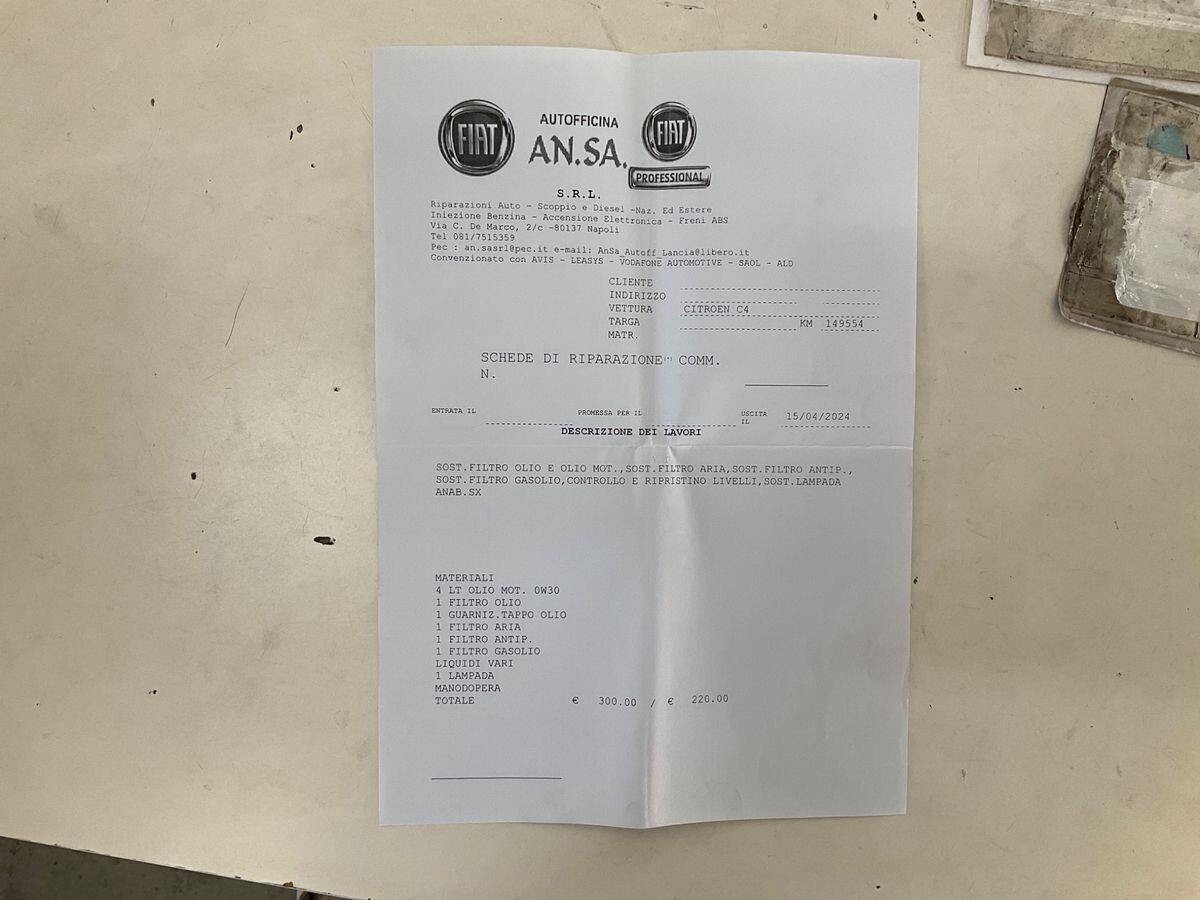 FIAT
AUTOFFICINA
AN.SA.
FIAT
PROFESSIONAL
S.R.L.
Riparazioni Auto - Scoppio e Diesel -Naz. Ed Estere
Iniezione Benzina - Accensione Elettronica - Freni ABS
Via C. De Marco, 2/c -80137 Napoli
Tel 081/7515359
Pec : an.sasrl@pec.it e-mail: AnSa_Autoff_Lancia@libero.it
Convenzionato con AVIS - LEASYS - VODAFONE AUTOMOTIVE - SAOL - ALD
CLIENTE
INDIRIZZO
VETTURA CITROEN C4
TARGA KM 149554
MATR.
SCHEDE DI RIPARAZIONE COMM.
N.
ENTRATA IL PROMESSA PER IL USCITA IL 15/04/2024
DESCRIZIONE DEI LAVORI
SOST.FILTRO OLIO E OLIO MOT.,SOST.FILTRO ARIA,SOST.FILTRO ANTIP.,
SOST.FILTRO GASOLIO,CONTROLLO E RIPRISTINO LIVELLI,SOST.LAMPADA
ANAB.SX
MATERIALI
4 LT OLIO MOT. 0W30
1 FILTRO OLIO
1 GUARNIZ.TAPPO OLIO
1 FILTRO ARIA
1 FILTRO ANTIP.
1 FILTRO GASOLIO
LIQUIDI VARI
1 LAMPADA
MANODOPERA
TOTALE € 300.00 / € 220.00